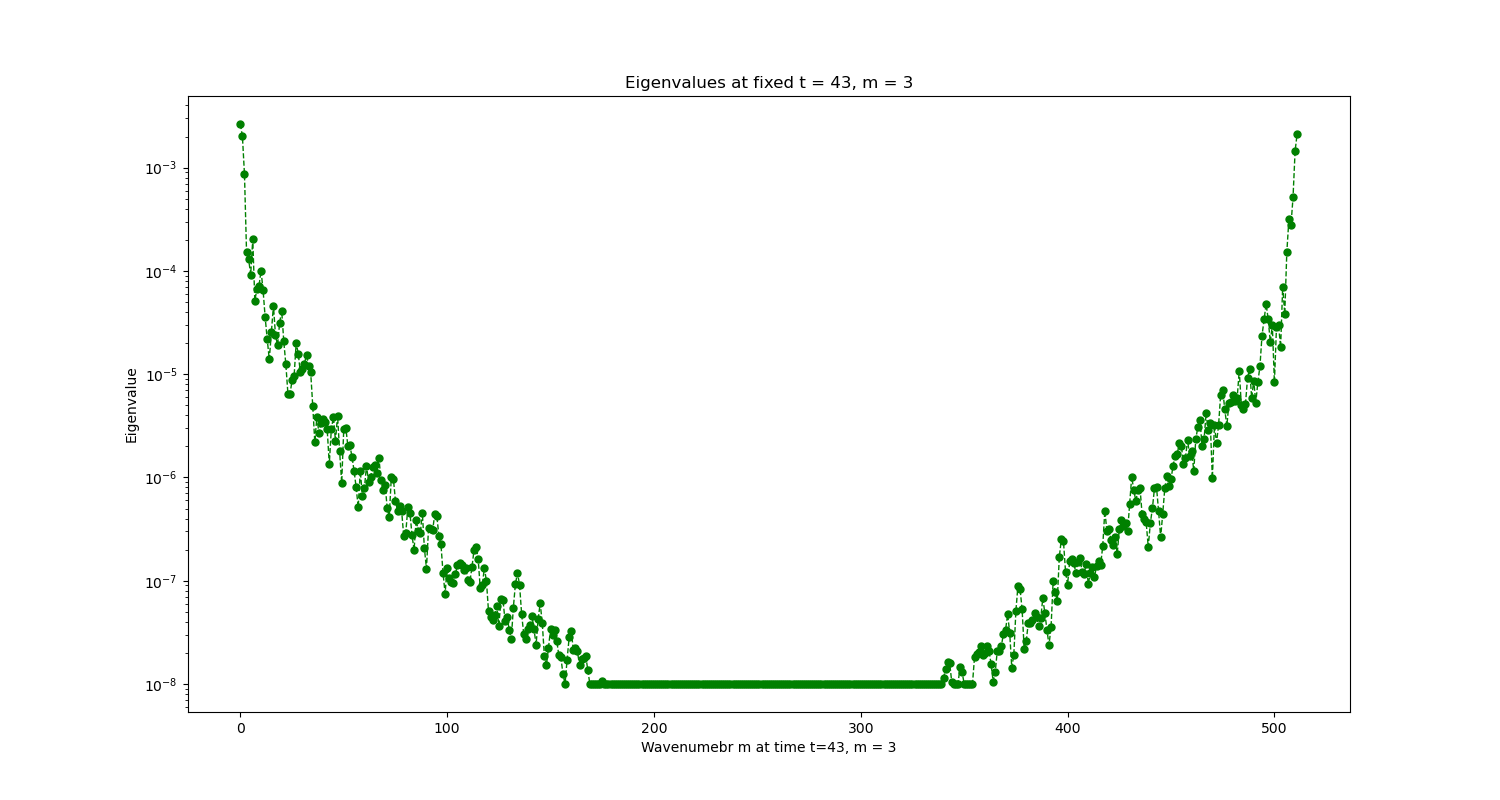 Eigenvalues at fixed t = 43, m = 3
Eigenvalue
10⁻³
10⁻⁴
10⁻⁵
10⁻⁶
10⁻⁷
10⁻⁸
0 100 200 300 400 500
Wavenumebr m at time t=43, m = 3